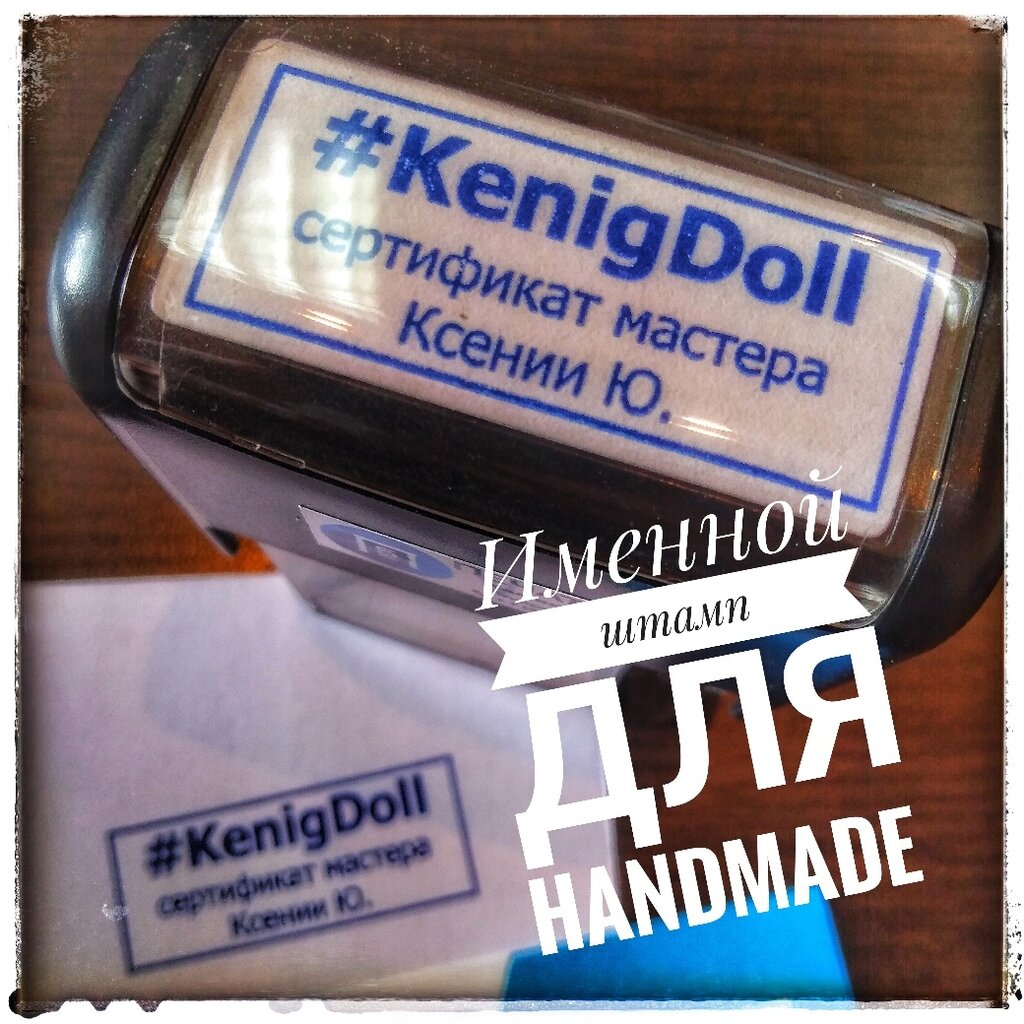 #KenigDoll
сертификат мастера
Ксении Ю.
Именной
штамп
для
HANDMADE
#KenigDoll
сертификат мастера
Ксении Ю.